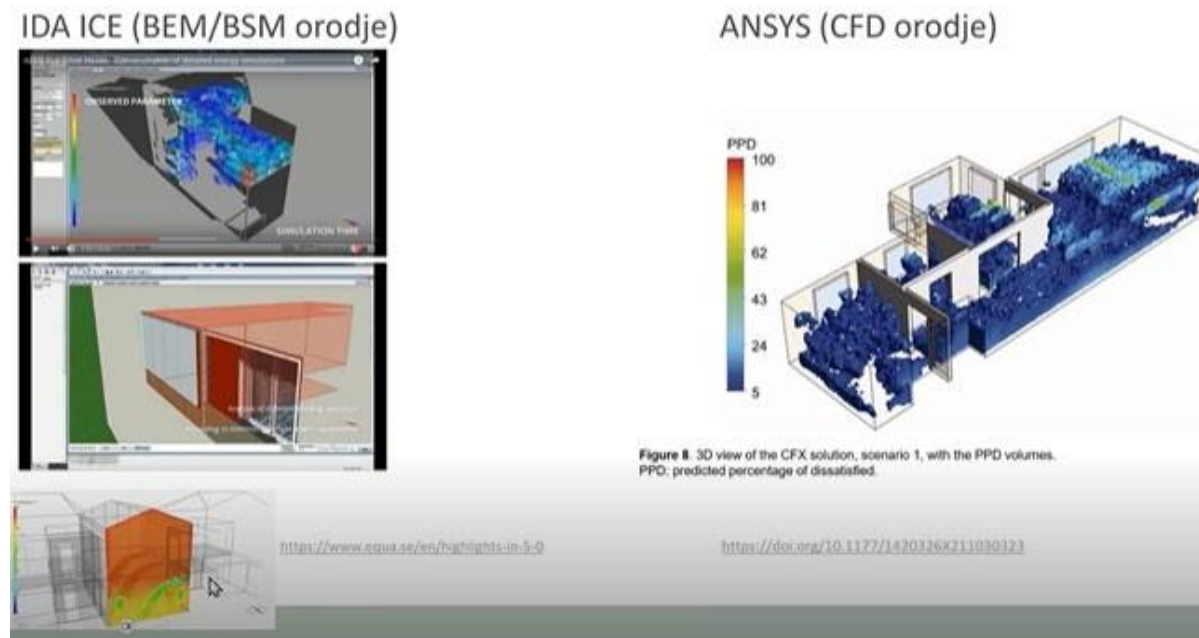 IDA ICE (BEM/BSM orodje)
ANSYS (CFD orodje)
OBSERVED PARAMETER
SIMULATION TIME
PPD
100
81
62
43
24
5
Figure 8. 3D view of the CFX solution, scenario 1, with the PPD volumes.
PPD: predicted percentage of dissatisfied.
https://www.equa.se/en/highlights-in-5-0
https://doi.org/10.1177/1420326X211030323